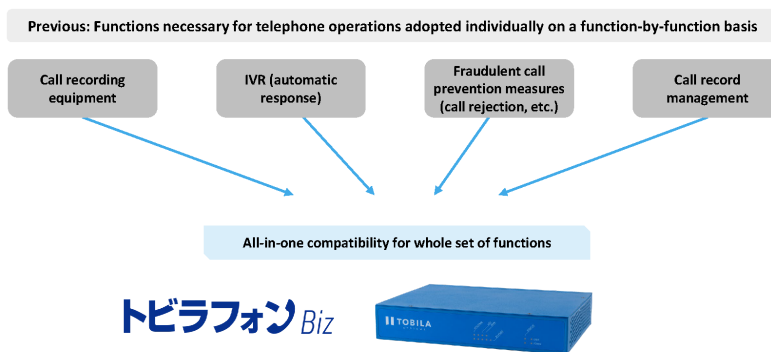 Previous: Functions necessary for telephone operations adopted individually on a function-by-function basis
Call recording
equipment
IVR (automatic
response)
Fraudulent call
prevention measures
(call rejection, etc.)
Call record
management
All-in-one compatibility for whole set of functions
トビラフォン Biz
TOBILA